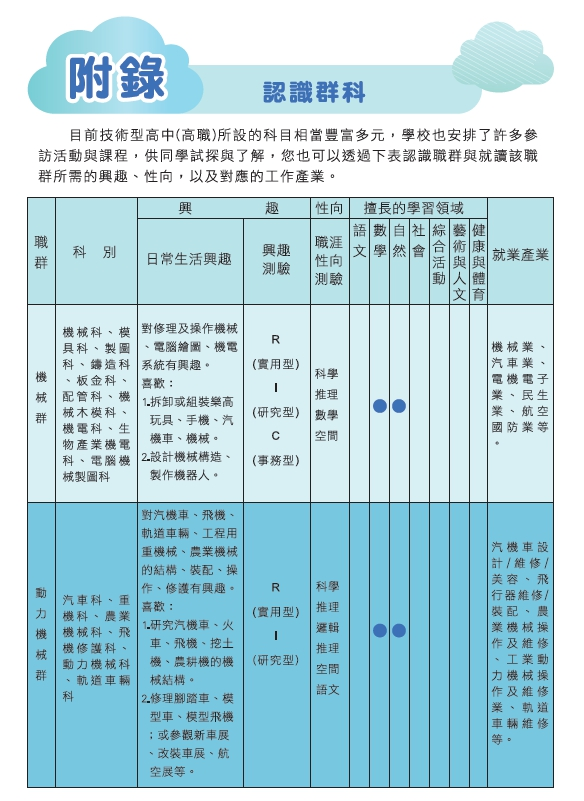 附錄
認識群科
目前技術型高中(高職)所設的科目相當豐富多元，學校也安排了許多參
訪活動與課程，供同學試探與了解，您也可以透過下表認識職群與就讀該職
群所需的興趣、性向，以及對應的工作產業。
職群
科　別
興　趣
性向
擅長的學習領域
就業產業
日常生活興趣
興趣
測驗
職涯
性向
測驗
語文
數學
自然
社會
綜合活動
藝術與人文
健康與體育
機械群
機械科、模
具科、製圖
科、鑄造科
、板金科、
配管科、機
械木模科、
機電科、生
物產業機電
科、電腦機
械製圖科
對修理及操作機械
、電腦繪圖、機電
系統有興趣。
喜歡：
1.拆卸或組裝樂高
玩具、手機、汽
機車、機械。
2.設計機械構造、
製作機器人。
R
(實用型)
I
(研究型)
C
(事務型)
科學
推理
數學
空間
●
●
機械業、
汽車業、
電機電子
業、民生
業、航空
國防業等
。
動力機械群
汽車科、重
機科、農業
機械科、飛
機修護科、
動力機械科
、軌道車輛
科
對汽機車、飛機、
軌道車輛、工程用
重機械、農業機械
的結構、裝配、操
作、修護有興趣。
喜歡：
1.研究汽機車、火
車、飛機、挖土
機、農耕機的機
械結構。
2.修理腳踏車、模
型車、模型飛機
；或參觀新車展
、改裝車展、航
空展等。
R
(實用型)
I
(研究型)
科學
推理
邏輯
推理
空間
語文
●
●
汽機車設
計/維修/
美容、飛
行器維修/
裝配、農
業機械操
作及維修
、工業動
力機械操
作及維修
業、軌道
車輛維修
等。